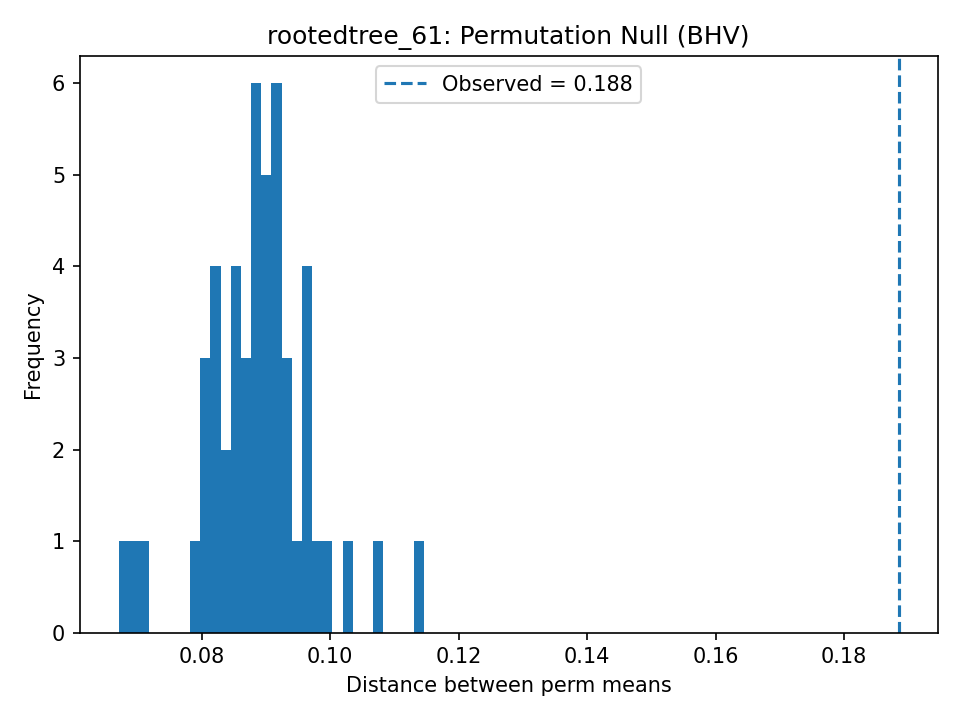 rootedtree_61: Permutation Null (BHV)
Observed = 0.188
Frequency
6
5
4
3
2
1
0
0.08 0.10 0.12 0.14 0.16 0.18
Distance between perm means